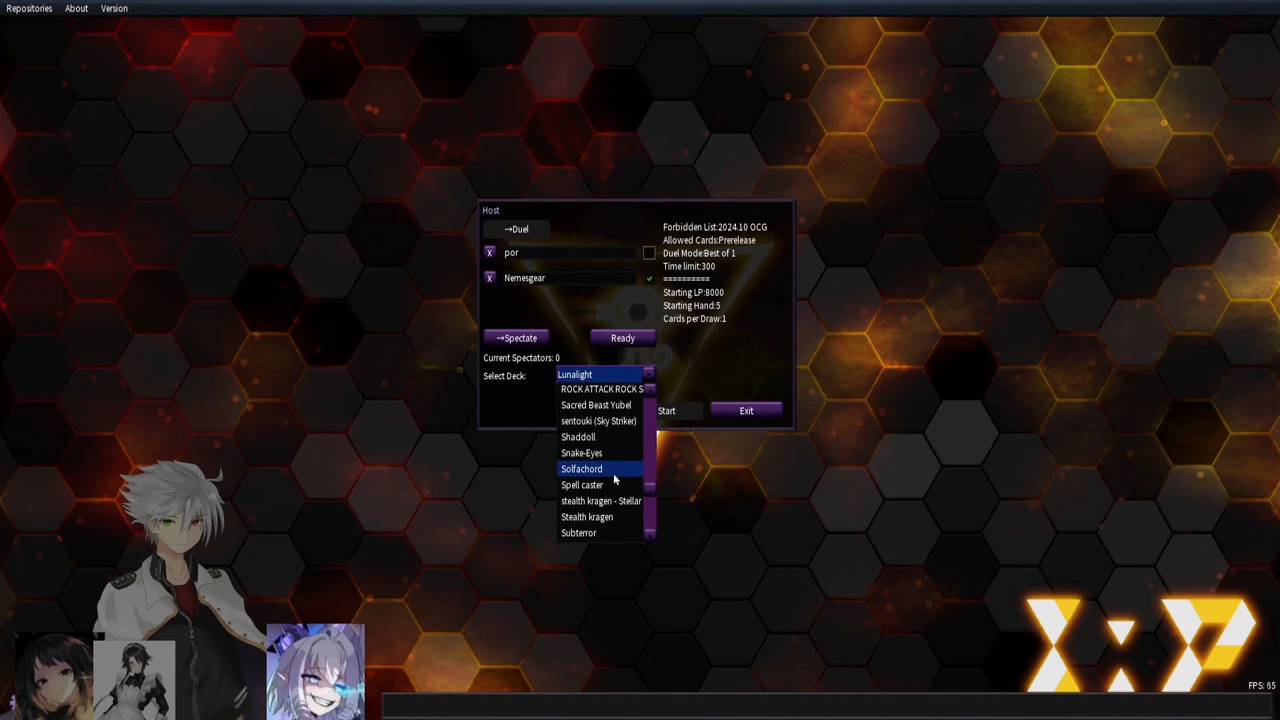 Repositories About Version
Host
→Duel
X por
X Nemesgear
Forbidden List:2024.10 OCG
Allowed Cards:Prerelease
Duel Mode:Best of 1
Time limit:300
==========
Starting LP:8000
Starting Hand:5
Cards per Draw:1
→Spectate Ready
Current Spectators: 0
Select Deck: Lunalight
ROCK ATTACK ROCK S
Sacred Beast Yubel
sentouki (Sky Striker)
Shaddoll
Snake-Eyes
Solfachord
Spell caster
stealth kragen - Stellar
Stealth kragen
Subterror
Start Exit
X:P
FPS: 65